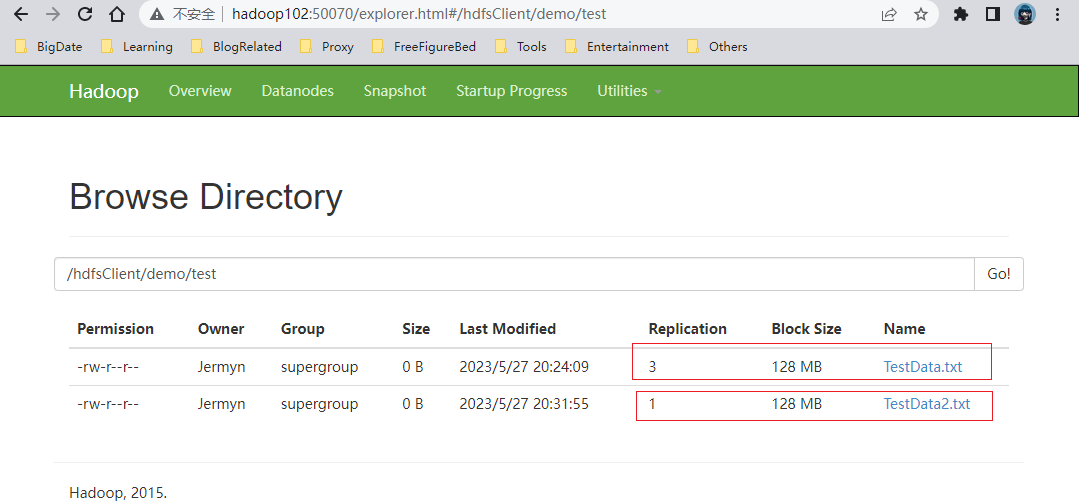 不安全 hadoop102:50070/explorer.html#/hdfsClient/demo/test
BigDate Learning BlogRelated Proxy FreeFigureBed Tools Entertainment Others
Hadoop Overview Datanodes Snapshot Startup Progress Utilities
Browse Directory
/hdfsClient/demo/test Go!
Permission Owner Group Size Last Modified Replication Block Size Name
-rw-r--r-- Jermyn supergroup 0 B 2023/5/27 20:24:09 3 128 MB TestData.txt
-rw-r--r-- Jermyn supergroup 0 B 2023/5/27 20:31:55 1 128 MB TestData2.txt
Hadoop, 2015.